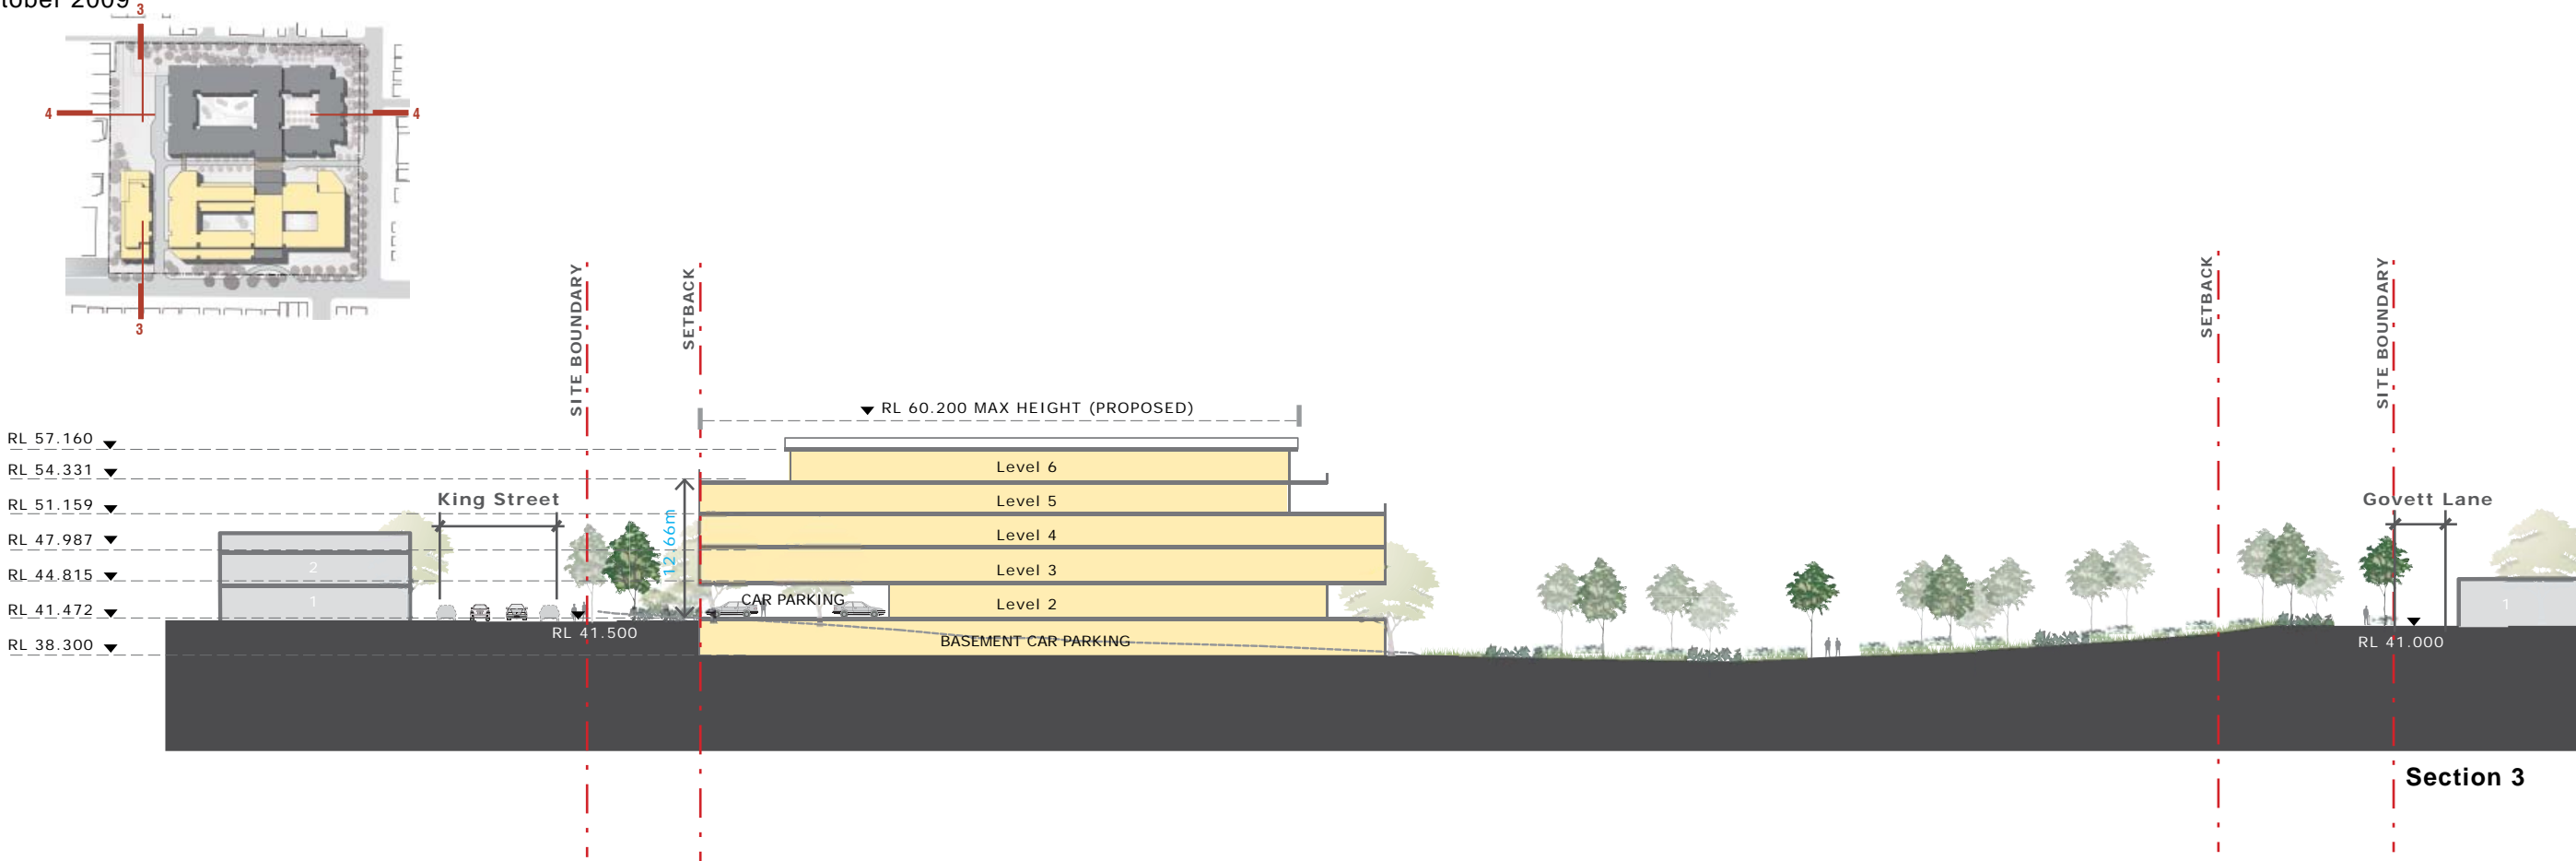 tober 2009
3
4
4
3
SITE BOUNDARY
SETBACK
SETBACK
SITE BOUNDARY
RL 60.200 MAX HEIGHT (PROPOSED)
RL 57.160
RL 54.331
RL 51.159
RL 47.987
RL 44.815
RL 41.472
RL 38.300
King Street
Govett Lane
12.66m
Level 6
Level 5
Level 4
Level 3
Level 2
CAR PARKING
BASEMENT CAR PARKING
2
1
1
RL 41.500
RL 41.000
Section 3